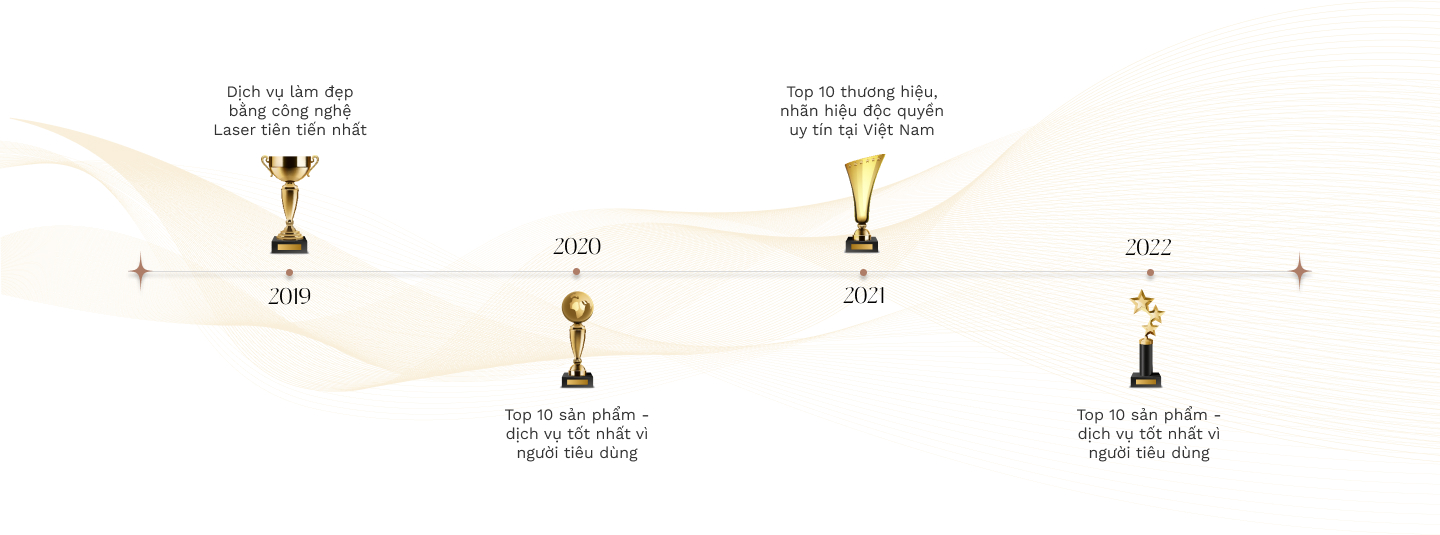 Dịch vụ làm đẹp
bằng công nghệ
Laser tiên tiến nhất
2019
2020
Top 10 sản phẩm -
dịch vụ tốt nhất vì
người tiêu dùng
Top 10 thương hiệu,
nhãn hiệu độc quyền
uy tín tại Việt Nam
2021
2022
Top 10 sản phẩm -
dịch vụ tốt nhất vì
người tiêu dùng